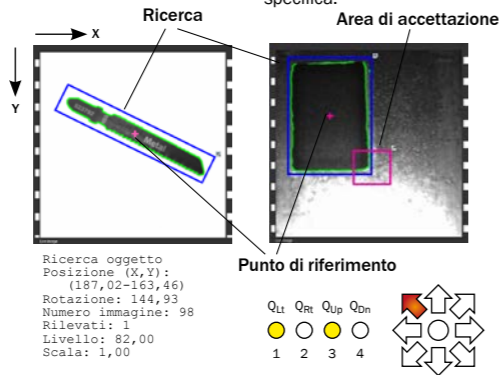 specifica.
Ricerca
Area di accettazione
X
Y
Metal
Punto di riferimento
Ricerca oggetto
Posizione (X,Y):
(187,02-163,46)
Rotazione: 144,93
Numero immagine: 98
Rilevati: 1
Livello: 82,00
Scala: 1,00
QLt QRt QUp QDn
1 2 3 4